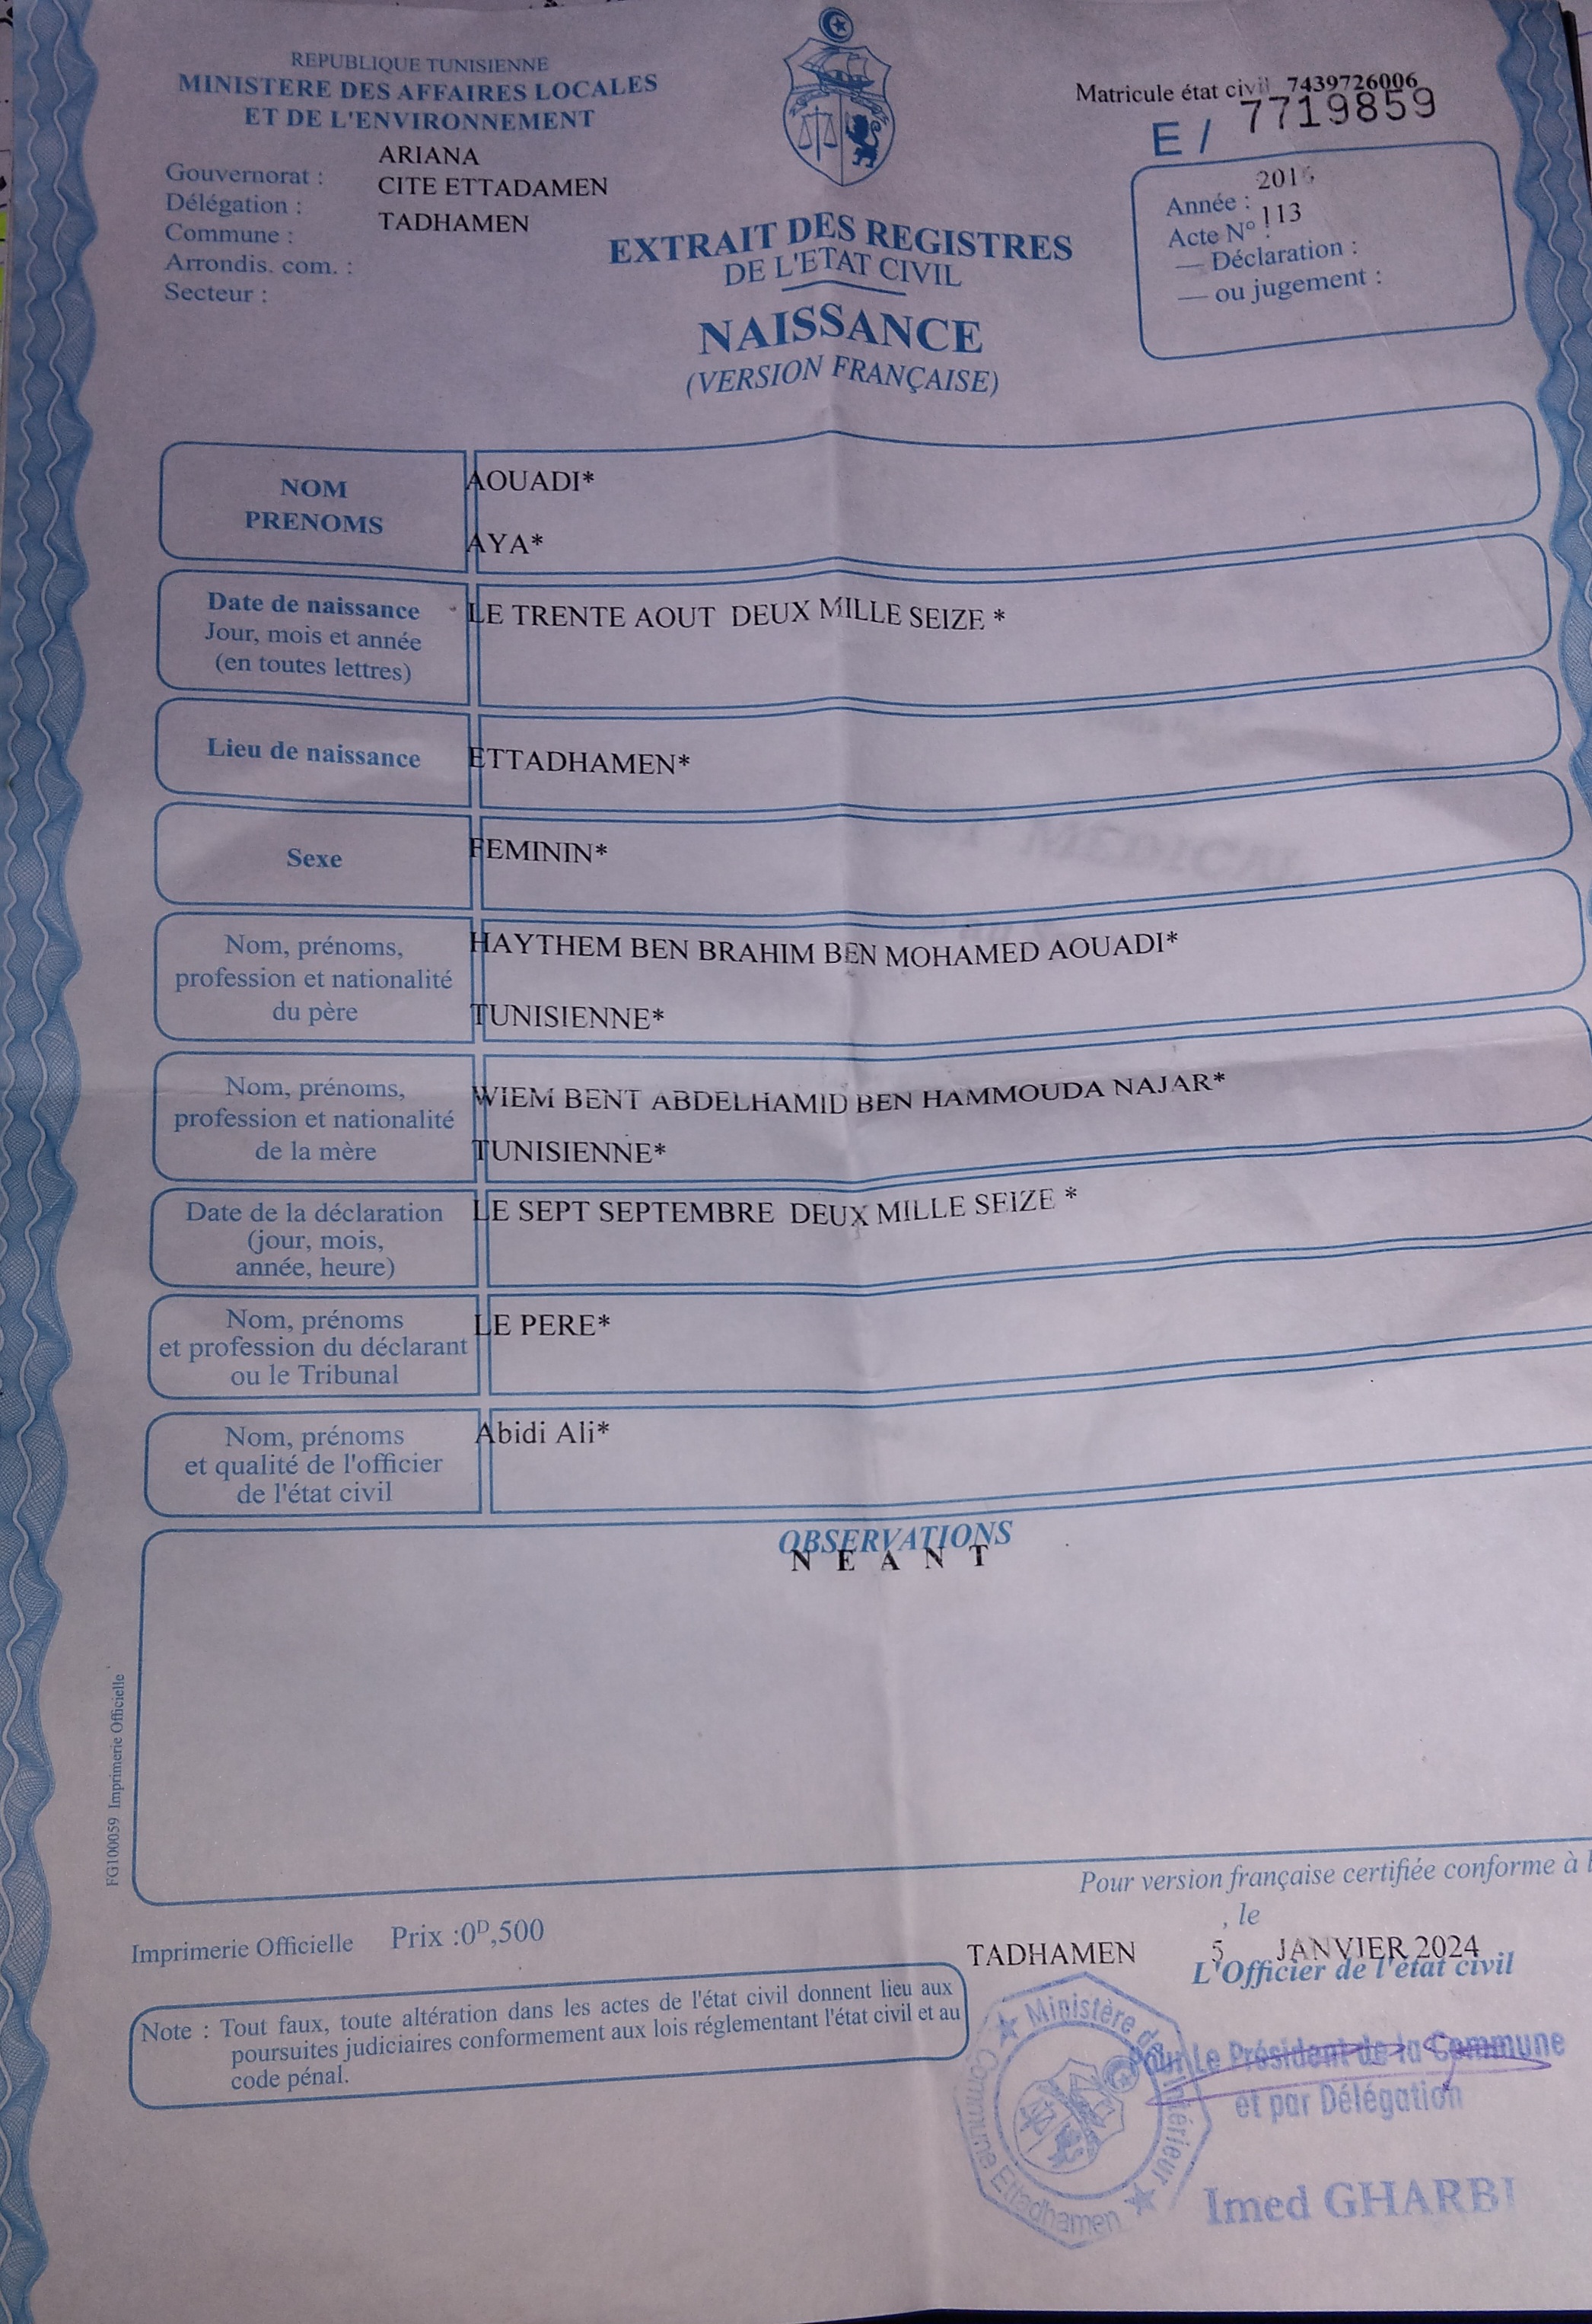 REPUBLIQUE TUNISIENNE
MINISTERE DES AFFAIRES LOCALES
ET DE L'ENVIRONNEMENT
Gouvernorat : ARIANA
Délégation : CITE ETTADAMEN
Commune : TADHAMEN
Arrondis. com. :
Secteur :
Matricule état civil 7439726006
E / 7719859
Année : 2016
Acte N° : 113
— Déclaration :
— ou jugement :
EXTRAIT DES REGISTRES
DE L'ETAT CIVIL
NAISSANCE
(VERSION FRANÇAISE)
NOM
PRENOMS
AOUADI*
AYA*
Date de naissance
Jour, mois et année
(en toutes lettres)
LE TRENTE AOUT DEUX MILLE SEIZE *
Lieu de naissance
ETTADHAMEN*
Sexe
FEMININ*
Nom, prénoms,
profession et nationalité
du père
HAYTHEM BEN BRAHIM BEN MOHAMED AOUADI*
TUNISIENNE*
Nom, prénoms,
profession et nationalité
de la mère
WIEM BENT ABDELHAMID BEN HAMMOUDA NAJAR*
TUNISIENNE*
Date de la déclaration
(jour, mois,
année, heure)
LE SEPT SEPTEMBRE DEUX MILLE SEIZE *
Nom, prénoms
et profession du déclarant
ou le Tribunal
LE PERE*
Nom, prénoms
et qualité de l'officier
de l'état civil
Abidi Ali*
OBSERVATIONS
N E A N T
FG100059 Imprimerie Officielle
Pour version française certifiée conforme à
, le
TADHAMEN 5 JANVIER 2024
L'Officier de l'état civil
Imprimerie Officielle Prix :0D,500
Note : Tout faux, toute altération dans les actes de l'état civil donnent lieu aux
poursuites judiciaires conformement aux lois réglementant l'état civil et au
code pénal.
Ministère de l'Intérieur
Commune Ettadhamen
Pour Le Président de la Commune
et par Délégation
Imed GHARBI